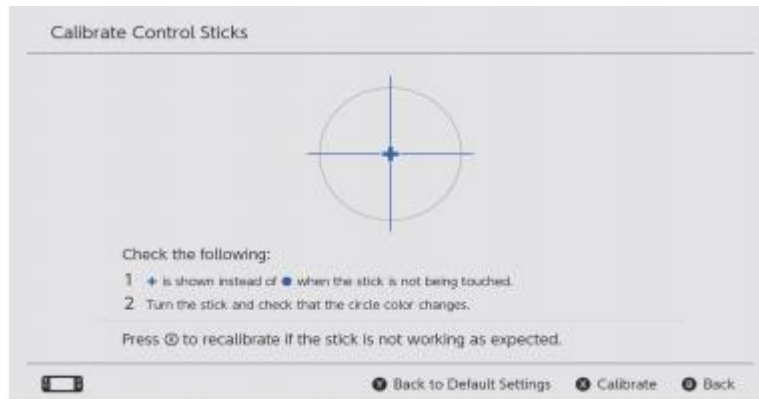 Calibrate Control Sticks
Check the following:
1 + is shown instead of ● when the stick is not being touched.
2 Turn the stick and check that the circle color changes.
Press Ⓧ to recalibrate if the stick is not working as expected.
Ⓨ Back to Default Settings Ⓧ Calibrate Ⓑ Back